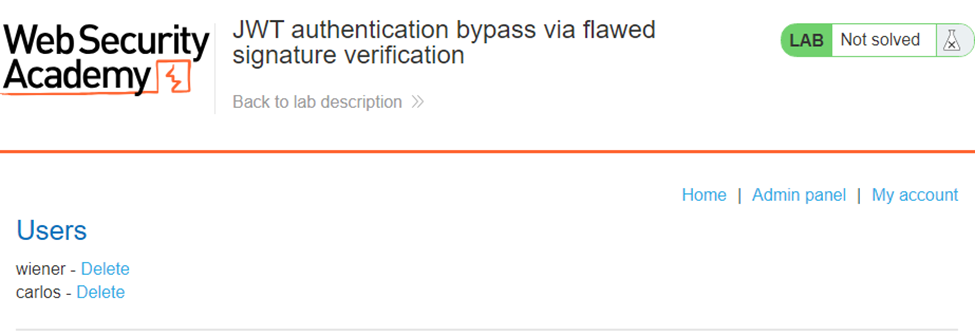 Web Security
Academy
JWT authentication bypass via flawed
signature verification
LAB Not solved
Back to lab description
Home | Admin panel | My account
Users
wiener - Delete
carlos - Delete